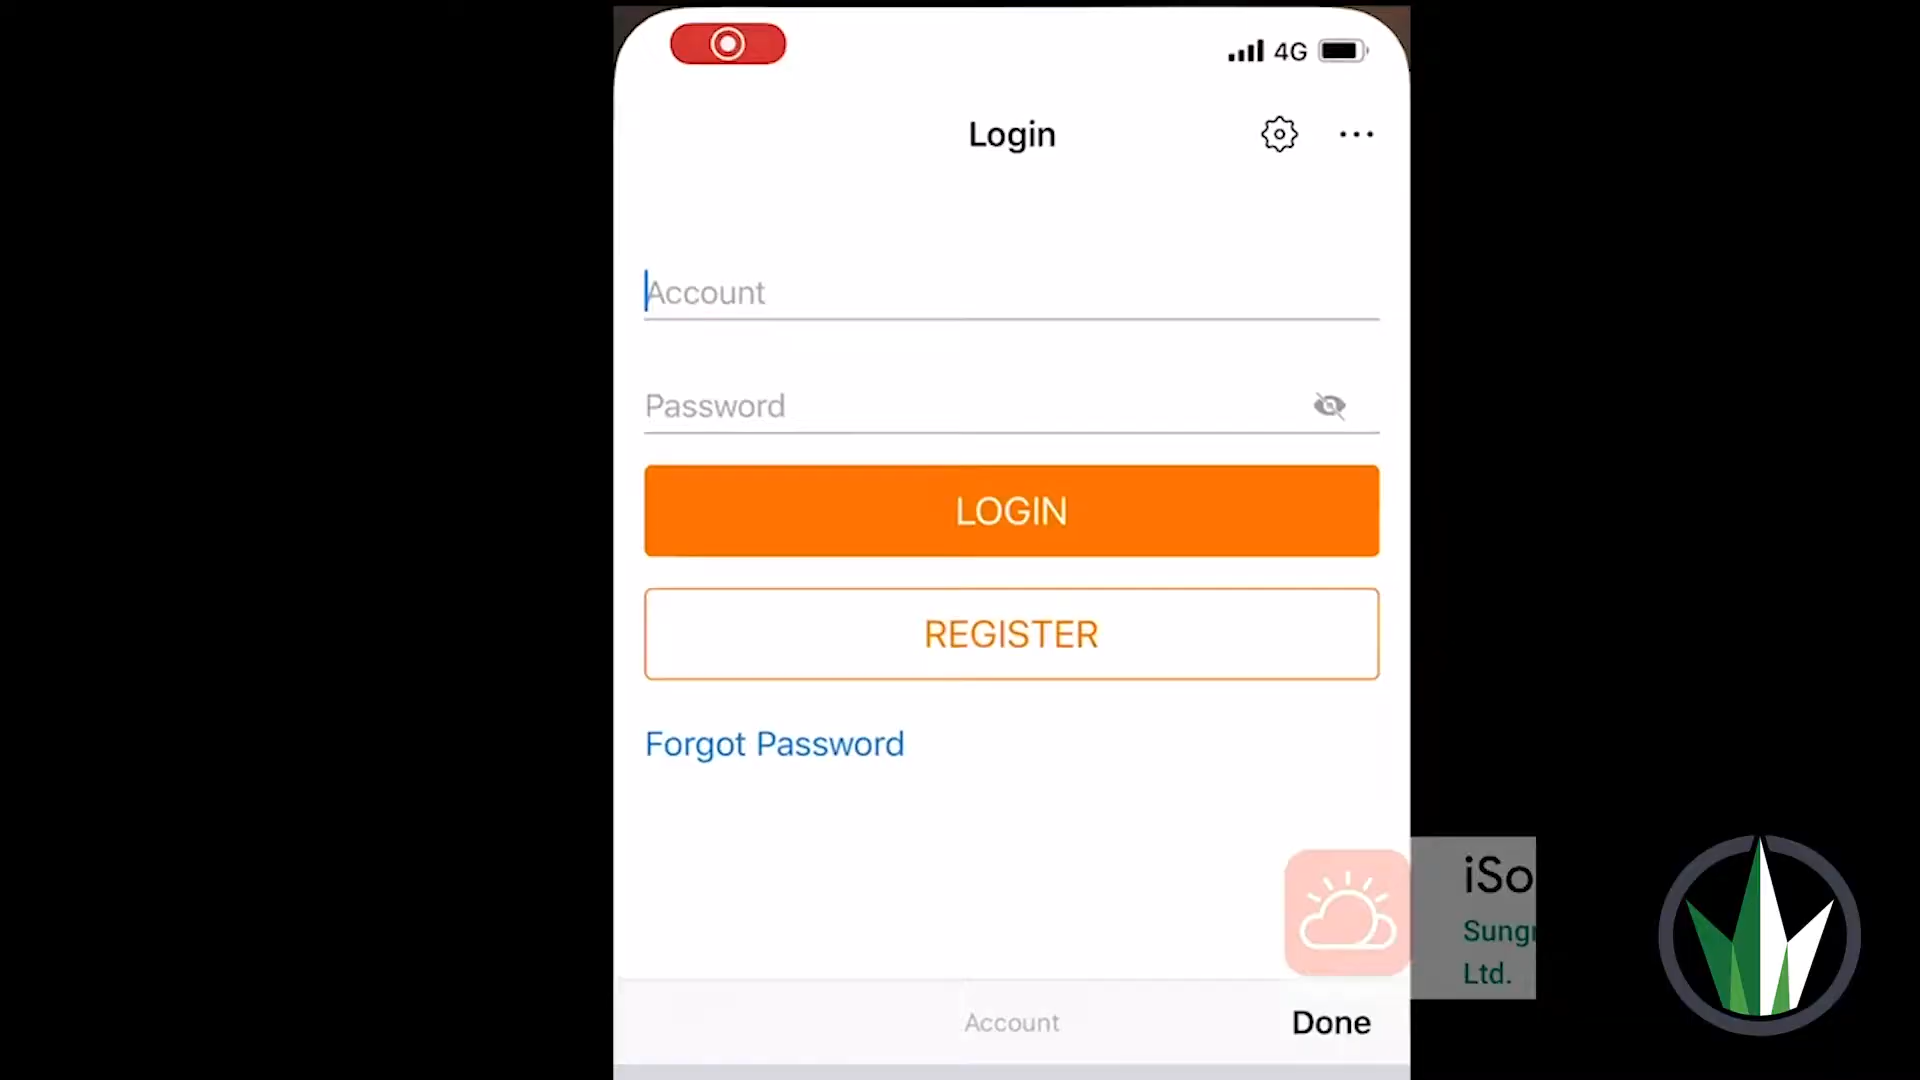 4G
Login
Account
Password
LOGIN
REGISTER
Forgot Password
iSo
Sung
Ltd.
Account
Done